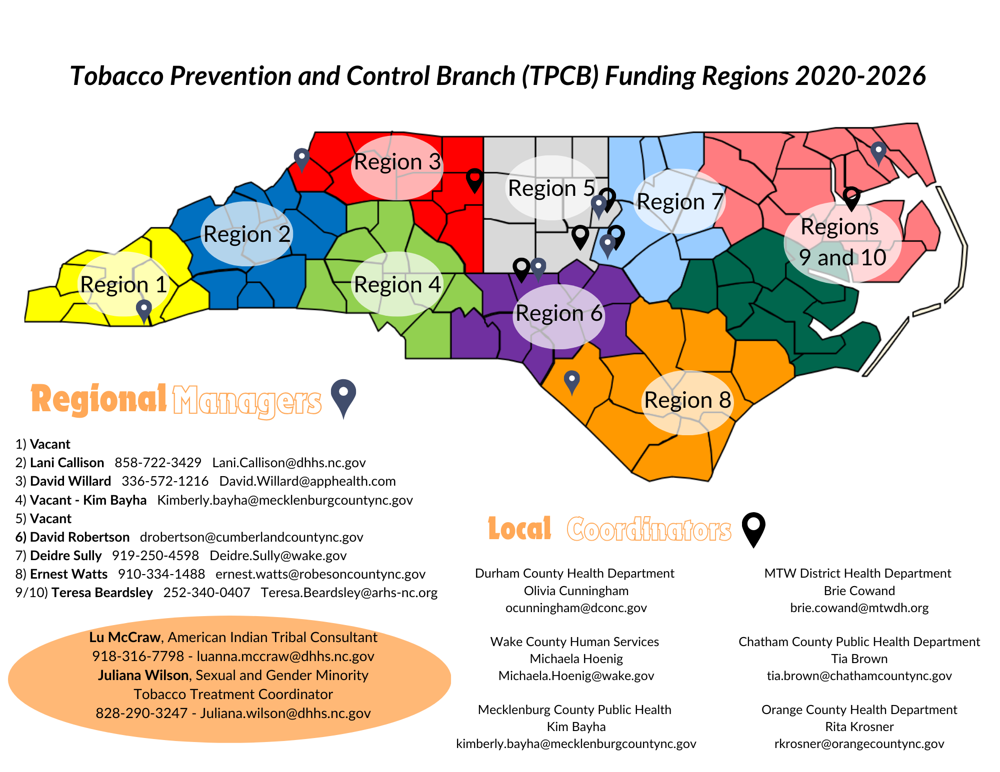 Tobacco Prevention and Control Branch (TPCB) Funding Regions 2020-2026
Region 3
Region 5
Region 7
Region 2
Regions
9 and 10
Region 1
Region 4
Region 6
Region 8
Regional Managers
1) Vacant
2) Lani Callison 858-722-3429 Lani.Callison@dhhs.nc.gov
3) David Willard 336-572-1216 David.Willard@apphealth.com
4) Vacant - Kim Bayha Kimberly.bayha@mecklenburgcountync.gov
5) Vacant
6) David Robertson drobertson@cumberlandcountync.gov
7) Deidre Sully 919-250-4598 Deidre.Sully@wake.gov
8) Ernest Watts 910-334-1488 ernest.watts@robesoncountync.gov
9/10) Teresa Beardsley 252-340-0407 Teresa.Beardsley@arhs-nc.org
Lu McCraw, American Indian Tribal Consultant
918-316-7798 - luanna.mccraw@dhhs.nc.gov
Juliana Wilson, Sexual and Gender Minority
Tobacco Treatment Coordinator
828-290-3247 - Juliana.wilson@dhhs.nc.gov
Local Coordinators
Durham County Health Department
Olivia Cunningham
ocunningham@dconc.gov
Wake County Human Services
Michaela Hoenig
Michaela.Hoenig@wake.gov
Mecklenburg County Public Health
Kim Bayha
kimberly.bayha@mecklenburgcountync.gov
MTW District Health Department
Brie Cowand
brie.cowand@mtwdh.org
Chatham County Public Health Department
Tia Brown
tia.brown@chathamcountync.gov
Orange County Health Department
Rita Krosner
rkrosner@orangecountync.gov